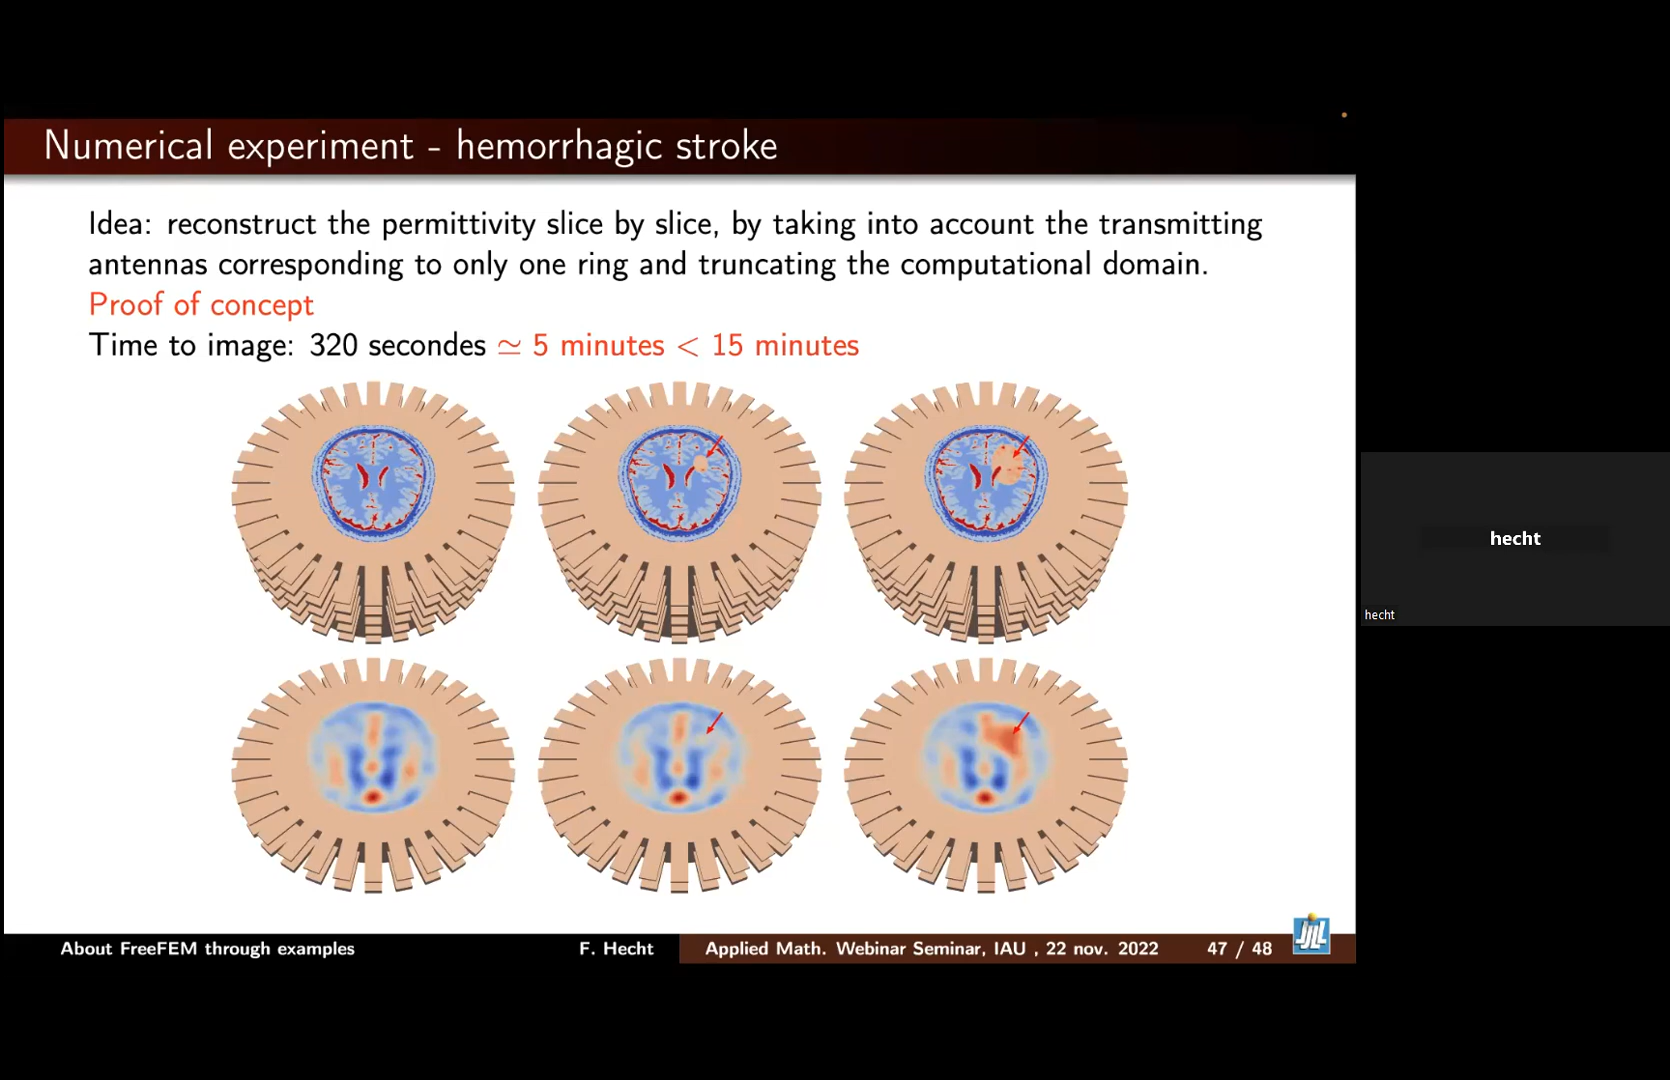 Numerical experiment - hemorrhagic stroke
Idea: reconstruct the permittivity slice by slice, by taking into account the transmitting
antennas corresponding to only one ring and truncating the computational domain.
Proof of concept
Time to image: 320 secondes ≃ 5 minutes < 15 minutes
hecht
hecht
About FreeFEM through examples
F. Hecht
Applied Math. Webinar Seminar, IAU , 22 nov. 2022
47 / 48
JLL